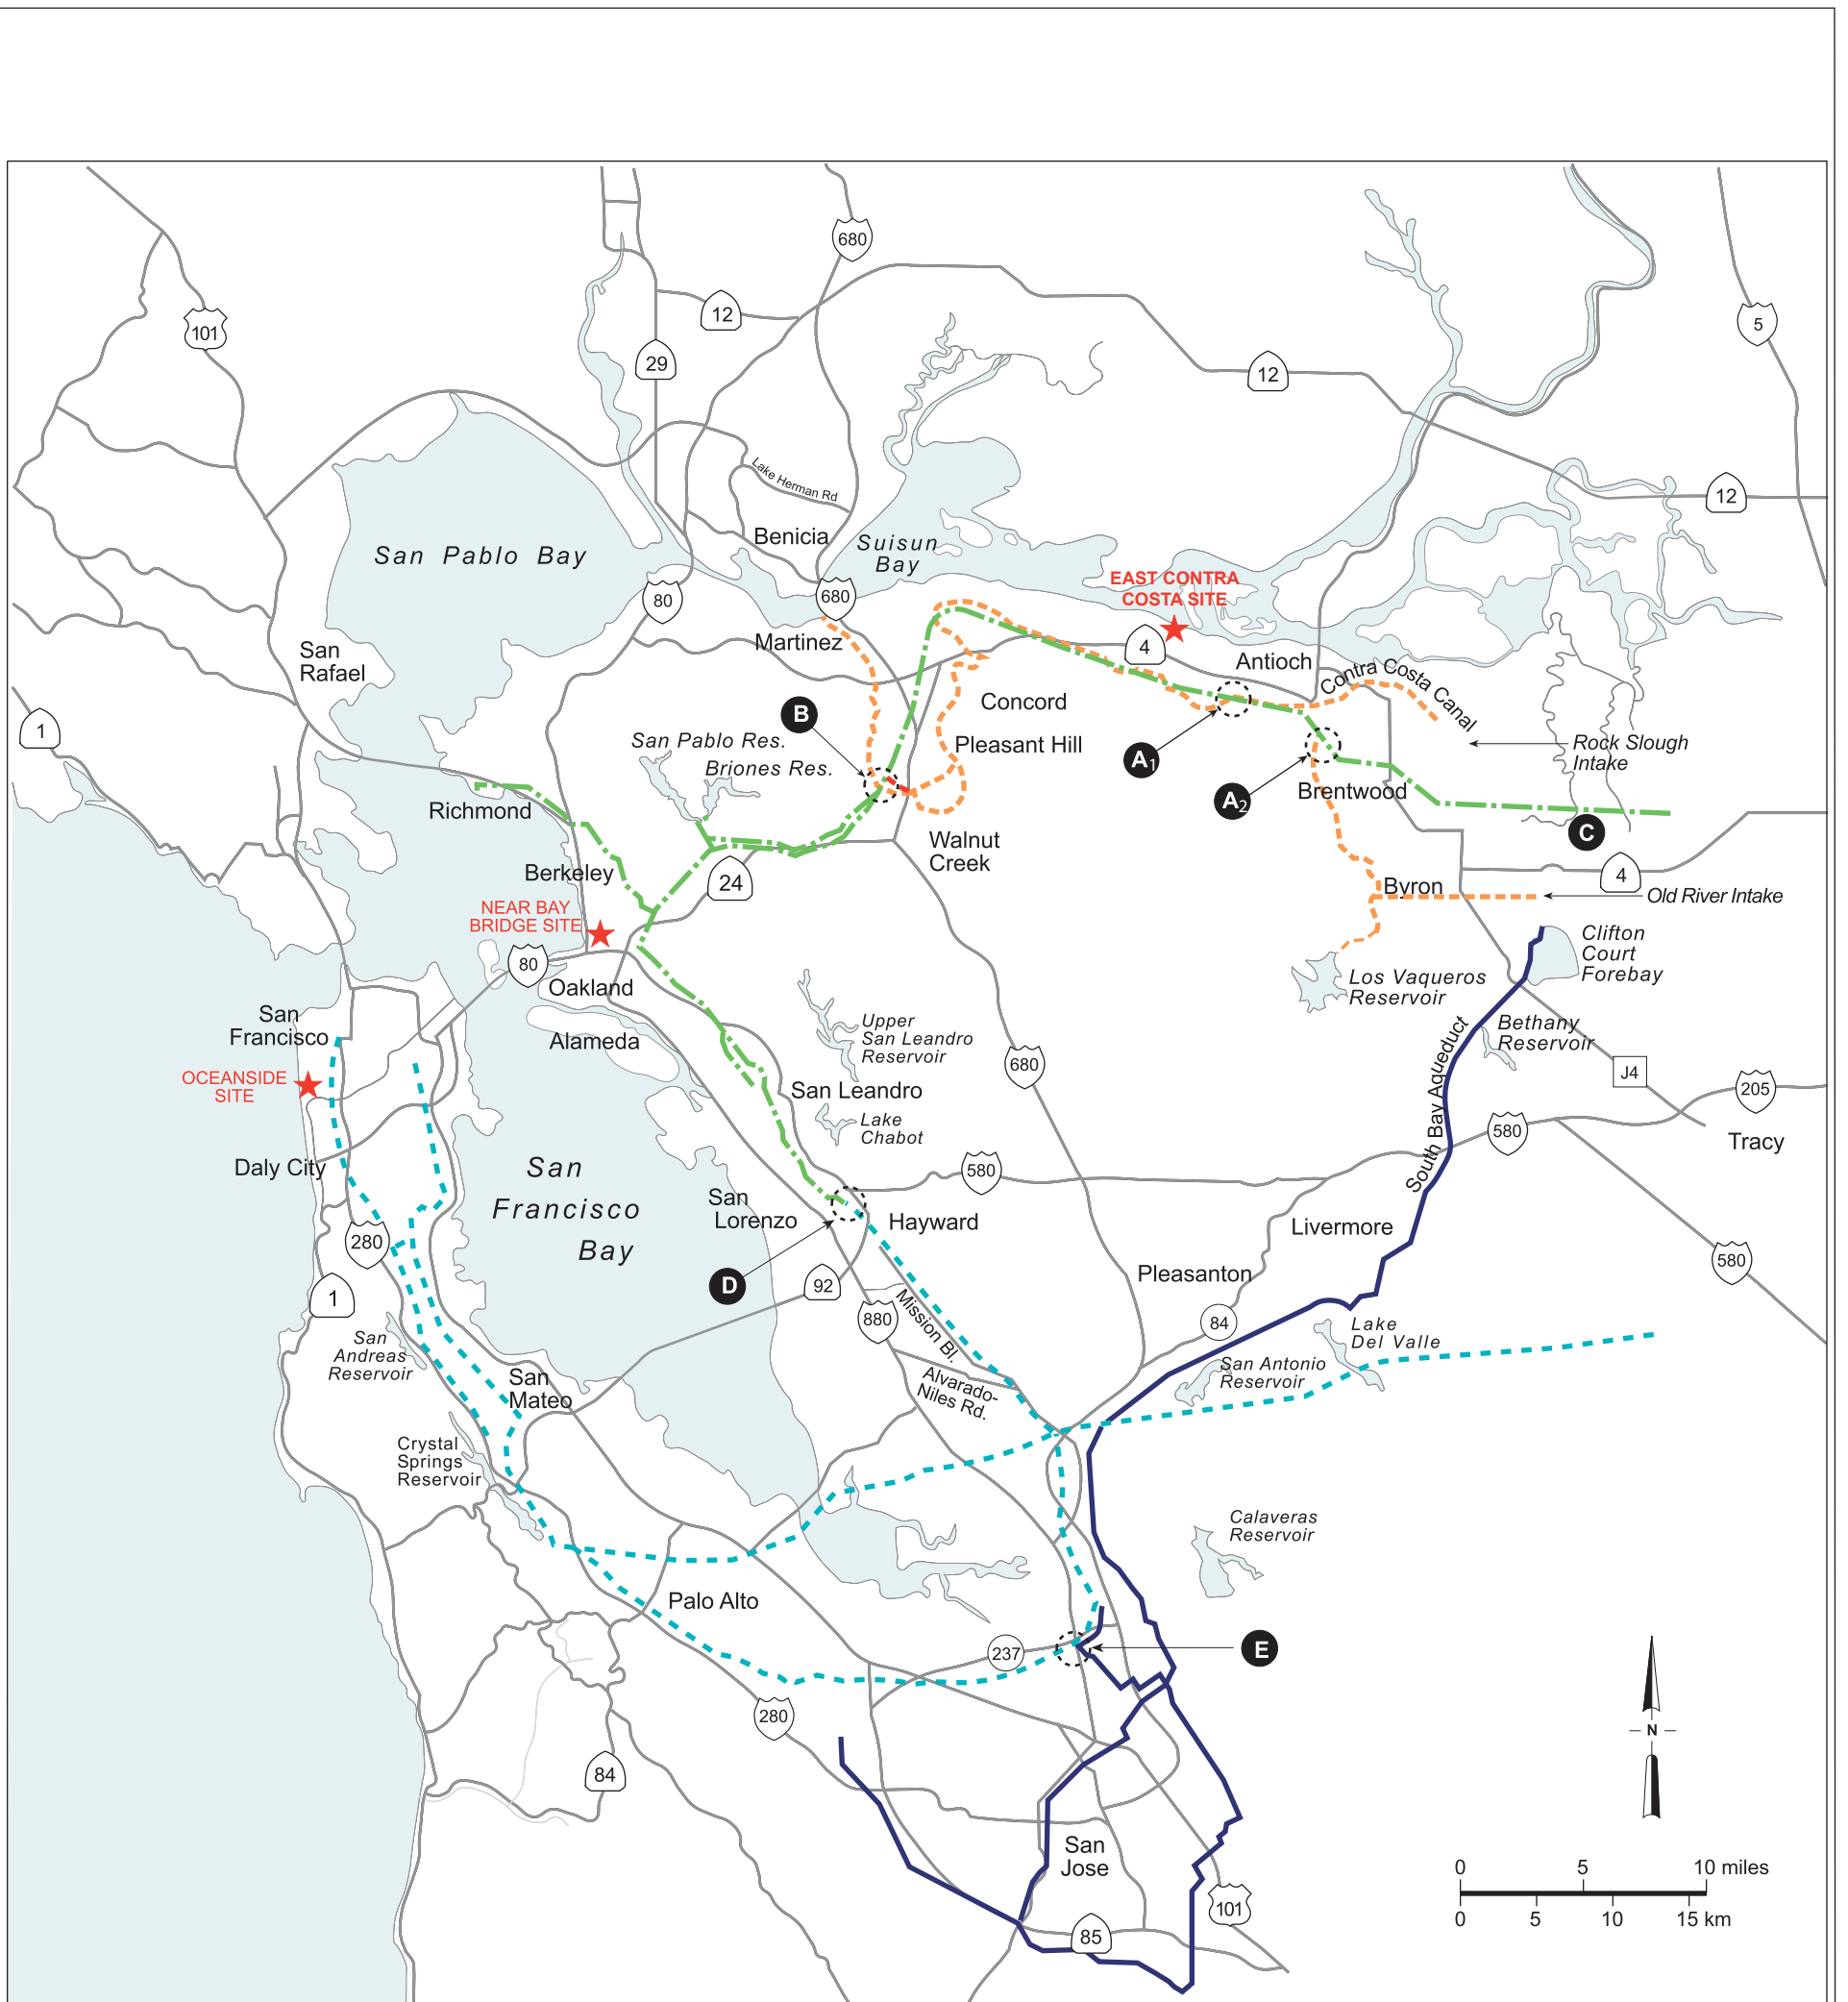 680
101
12
5
29
12
12
Lake Herman Rd
Benicia
Suisun
Bay
San Pablo Bay
EAST CONTRA
COSTA SITE
80
680
Martinez
4
Antioch
San
Rafael
Contra Costa Canal
1
B
Concord
San Pablo Res.
Briones Res.
Pleasant Hill
A1
Rock Slough
Intake
A2
Brentwood
Richmond
C
Walnut
Creek
Berkeley
24
4
Byron
Old River Intake
NEAR BAY
BRIDGE SITE
80
Oakland
Clifton
Court
Forebay
Los Vaqueros
Reservoir
San
Francisco
Alameda
Upper
San Leandro
Reservoir
Bethany
Reservoir
South Bay Aqueduct
680
J4
OCEANSIDE
SITE
San Leandro
205
Lake
Chabot
580
Tracy
Daly City
San
Francisco
Bay
580
San
Lorenzo
Hayward
Livermore
280
580
Pleasanton
D
92
1
Mission Bl.
880
84
San
Andreas
Reservoir
Lake
Del Valle
San Antonio
Reservoir
San
Mateo
Alvarado-
Niles Rd.
Crystal
Springs
Reservoir
Calaveras
Reservoir
Palo Alto
237
E
280
N
84
San
Jose
0 5 10 miles
0 5 10 15 km
101
85